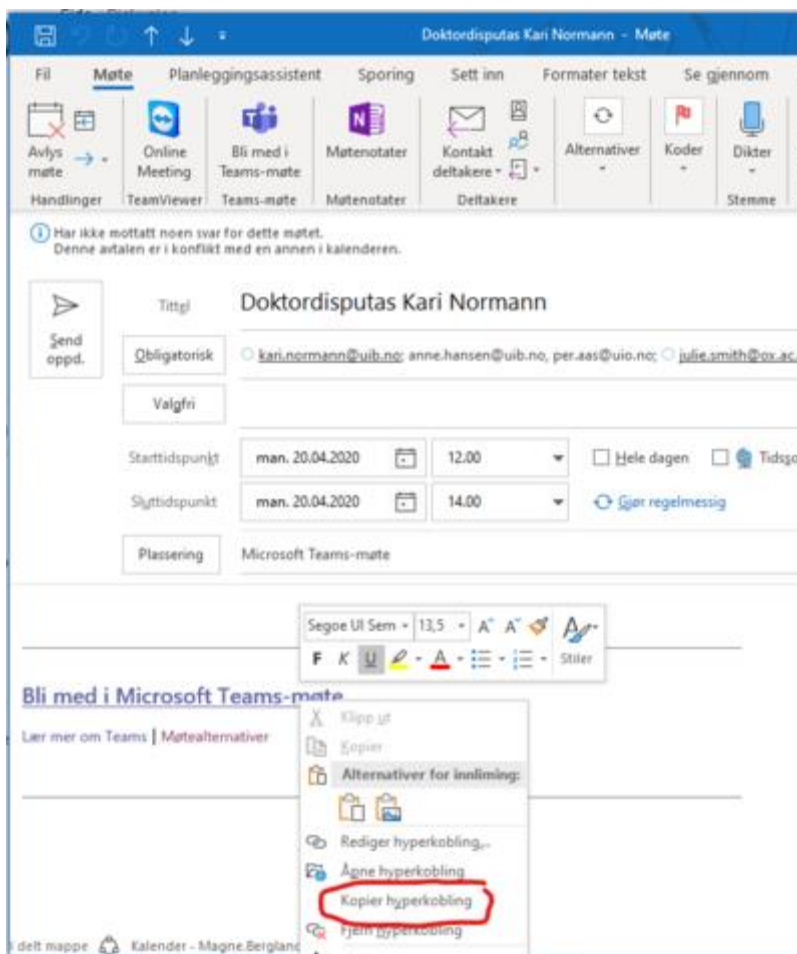 Doktordisputas Kari Normann - Møte
Fil Møte Planleggingsassistent Sporing Sett inn Formater tekst Se gjennom
Avlys møte
Online Meeting
Bli med i Teams-møte
Møtenotater
Kontakt deltakere
Alternativer
Koder
Dikter
Handlinger TeamViewer Teams-møte Møtenotater Deltakere Stemme
Har ikke mottatt noen svar for dette møtet.
Denne avtalen er i konflikt med en annen i kalenderen.
Send oppd.
Tittel Doktordisputas Kari Normann
Obligatorisk kari.normann@uib.no; anne.hansen@uib.no, per.aas@uio.no; julie.smith@ox.ac.
Valgfri
Starttidspunkt man. 20.04.2020 12.00 Hele dagen
Sluttidspunkt man. 20.04.2020 14.00 Gjør regelmessig
Plassering Microsoft Teams-møte
Segoe UI Sem 13,5 A A
F K U A Stiler
Bli med i Microsoft Teams-møte
Lær mer om Teams | Møtealternativer
Klipp ut
Kopier
Alternativer for innliming:
Rediger hyperkobling...
Åpne hyperkobling
Kopier hyperkobling
Fjern hyperkobling
delt mappe Kalender - Magne.Bergland